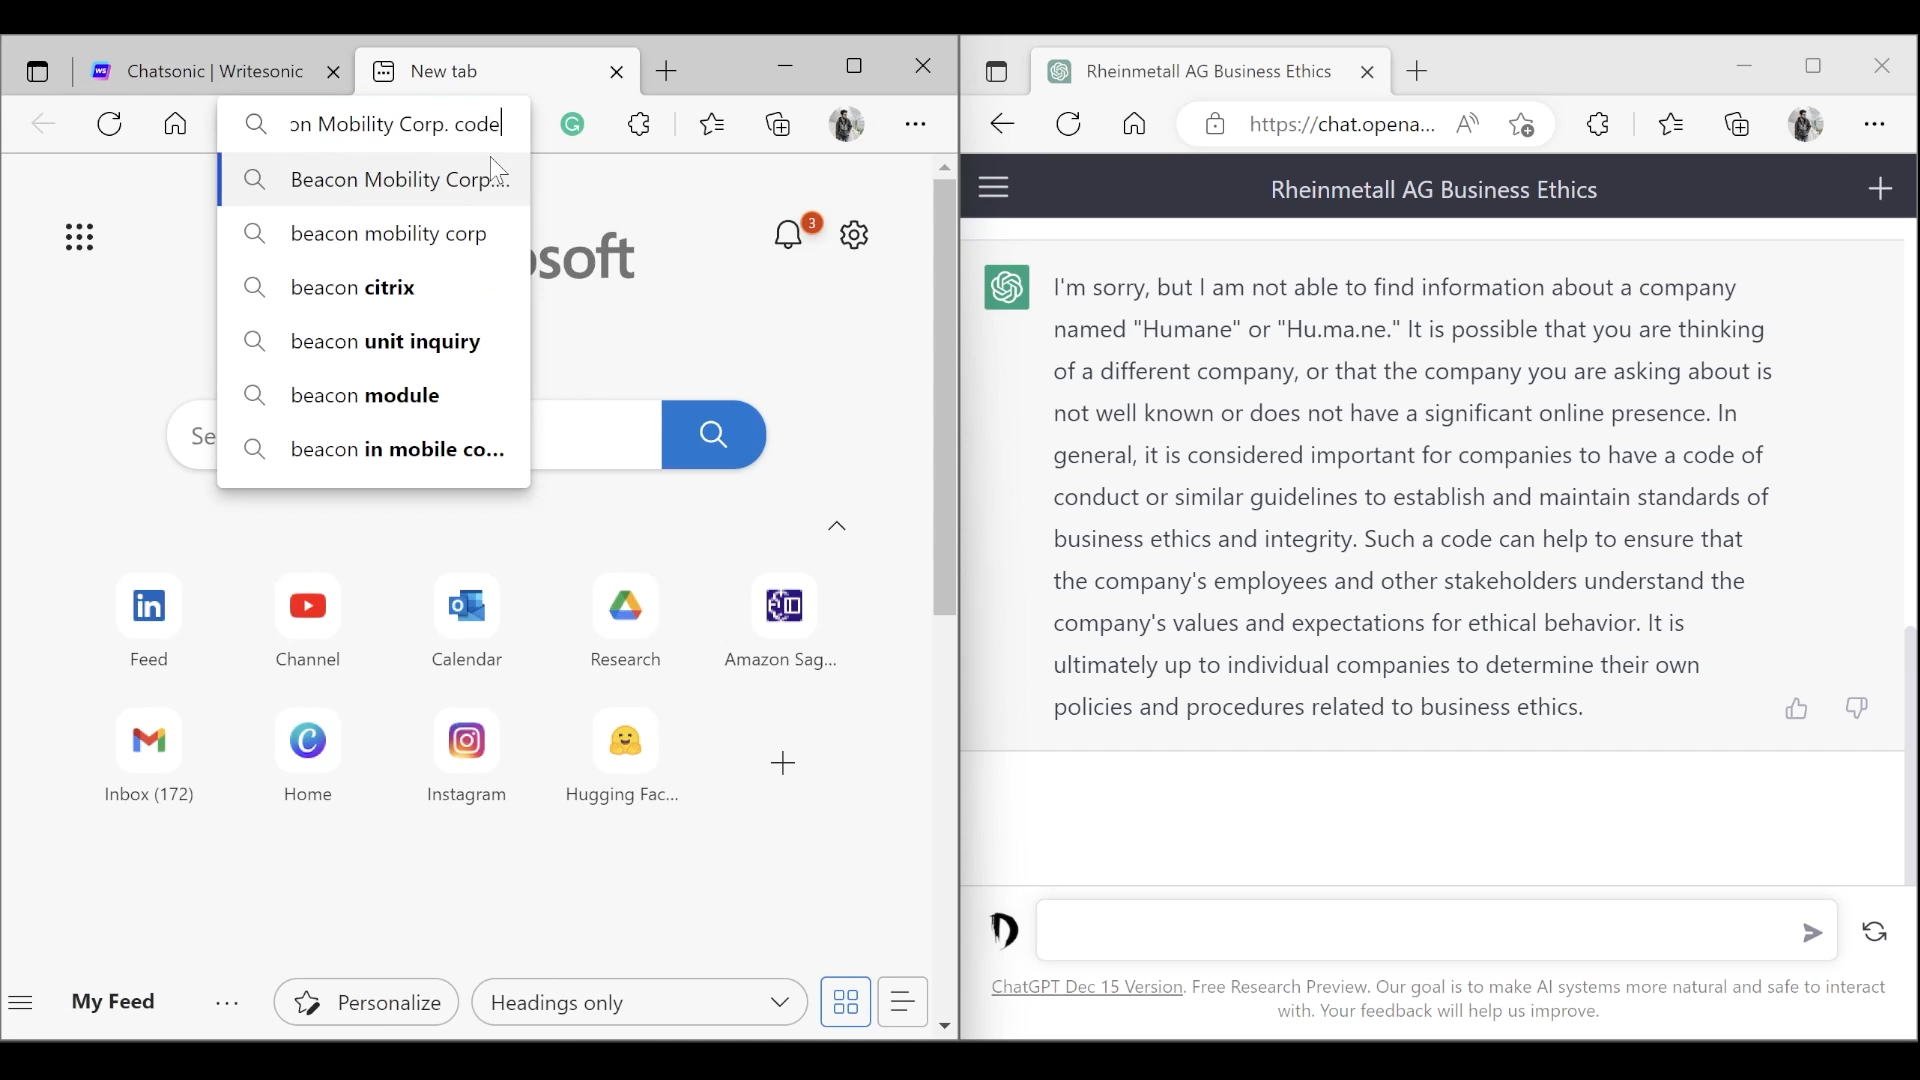 Chatsonic | Writesonic
New tab
on Mobility Corp. code
Beacon Mobility Corp...
beacon mobility corp
beacon citrix
beacon unit inquiry
beacon module
beacon in mobile co...
osoft
3
Se
Feed
Channel
Calendar
Research
Amazon Sag...
Inbox (172)
Home
Instagram
Hugging Fac...
My Feed
Personalize
Headings only
Rheinmetall AG Business Ethics
https://chat.opena...
Rheinmetall AG Business Ethics
I'm sorry, but I am not able to find information about a company
named "Humane" or "Hu.ma.ne." It is possible that you are thinking
of a different company, or that the company you are asking about is
not well known or does not have a significant online presence. In
general, it is considered important for companies to have a code of
conduct or similar guidelines to establish and maintain standards of
business ethics and integrity. Such a code can help to ensure that
the company's employees and other stakeholders understand the
company's values and expectations for ethical behavior. It is
ultimately up to individual companies to determine their own
policies and procedures related to business ethics.
ChatGPT Dec 15 Version. Free Research Preview. Our goal is to make AI systems more natural and safe to interact
with. Your feedback will help us improve.